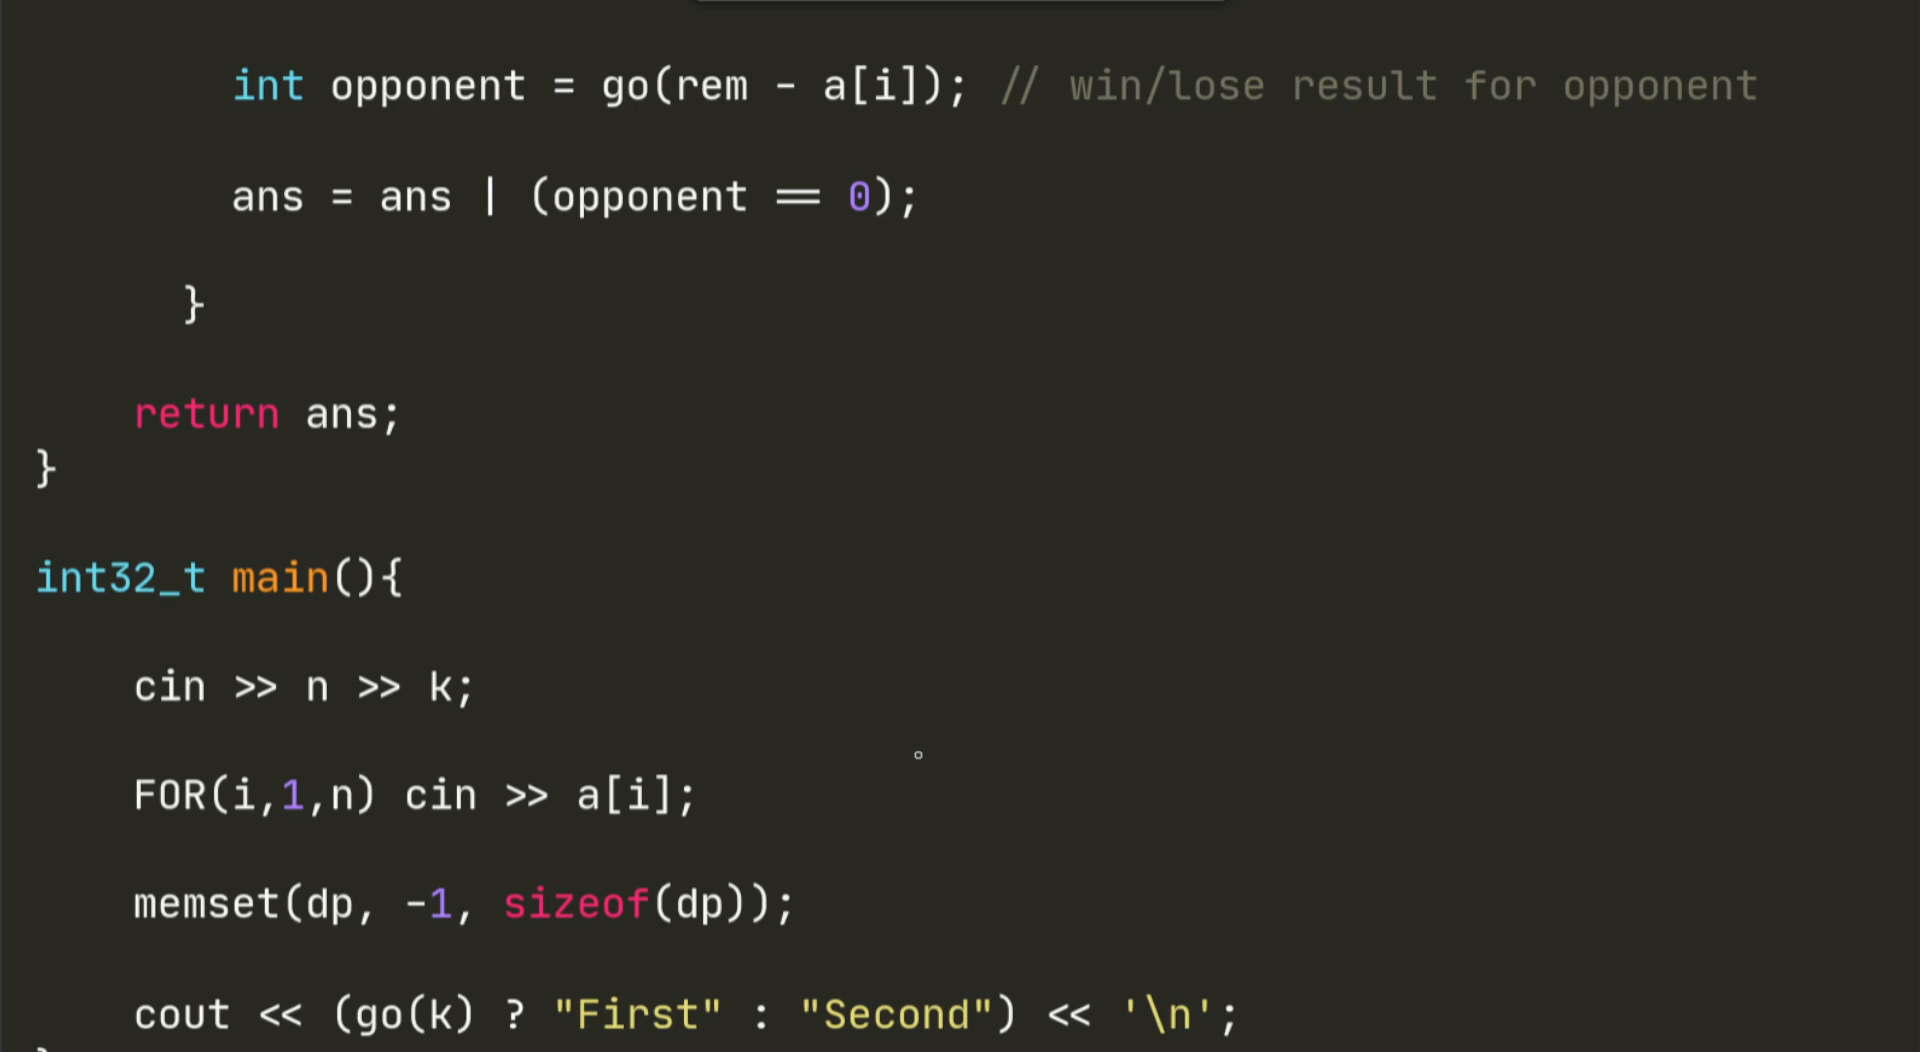 int opponent = go(rem - a[i]); // win/lose result for opponent
ans = ans | (opponent == 0);
}
return ans;
}
int32_t main(){
cin >> n >> k;
FOR(i,1,n) cin >> a[i];
memset(dp, -1, sizeof(dp));
cout << (go(k) ? "First" : "Second") << '\n';